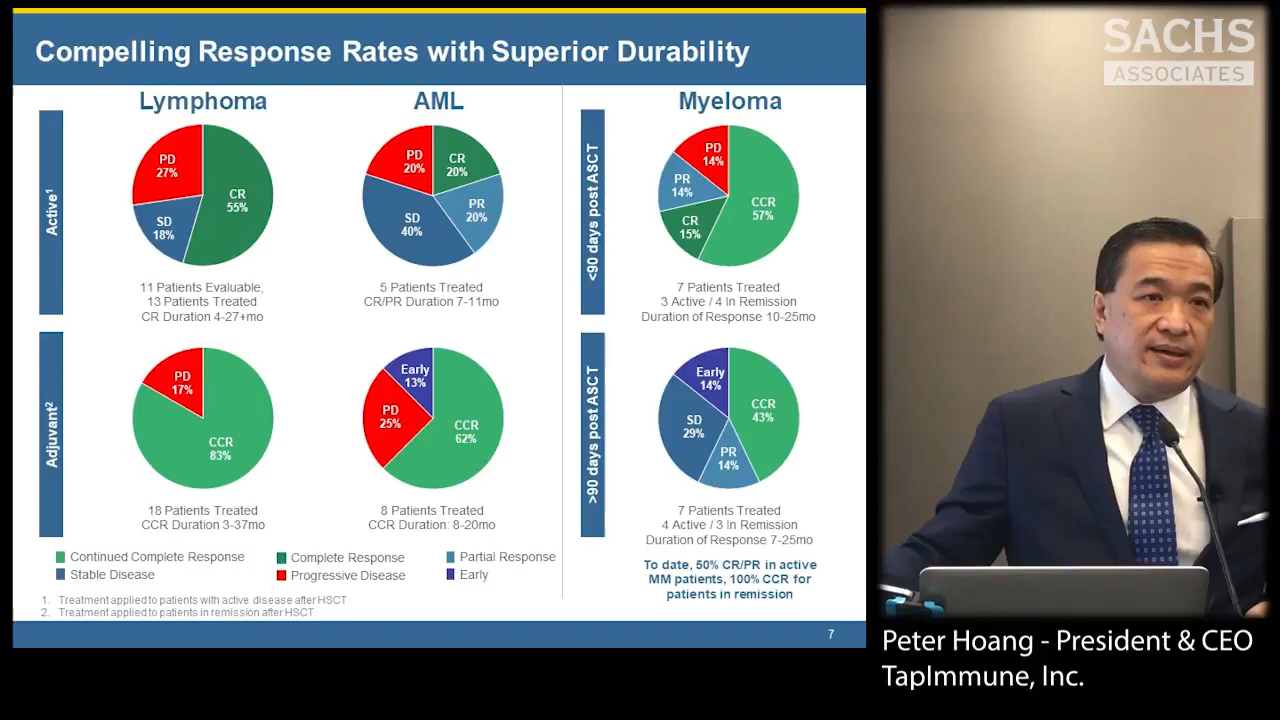 Compelling Response Rates with Superior Durability
Lymphoma
AML
Myeloma
Active1
PD
27%
CR
55%
SD
18%
11 Patients Evaluable,
13 Patients Treated
CR Duration 4-27+mo
PD
20%
CR
20%
PR
20%
SD
40%
5 Patients Treated
CR/PR Duration 7-11mo
<90 days post ASCT
PD
14%
PR
14%
CR
15%
CCR
57%
7 Patients Treated
3 Active / 4 In Remission
Duration of Response 10-25mo
Adjuvant2
PD
17%
CCR
83%
18 Patients Treated
CCR Duration 3-37mo
Early
13%
PD
25%
CCR
62%
8 Patients Treated
CCR Duration: 8-20mo
>90 days post ASCT
Early
14%
CCR
43%
SD
29%
PR
14%
7 Patients Treated
4 Active / 3 In Remission
Duration of Response 7-25mo
Continued Complete Response
Complete Response
Partial Response
Stable Disease
Progressive Disease
Early
To date, 50% CR/PR in active
MM patients, 100% CCR for
patients in remission
1. Treatment applied to patients with active disease after HSCT
2. Treatment applied to patients in remission after HSCT
7
SACHS
ASSOCIATES
Peter Hoang - President & CEO
TapImmune, Inc.